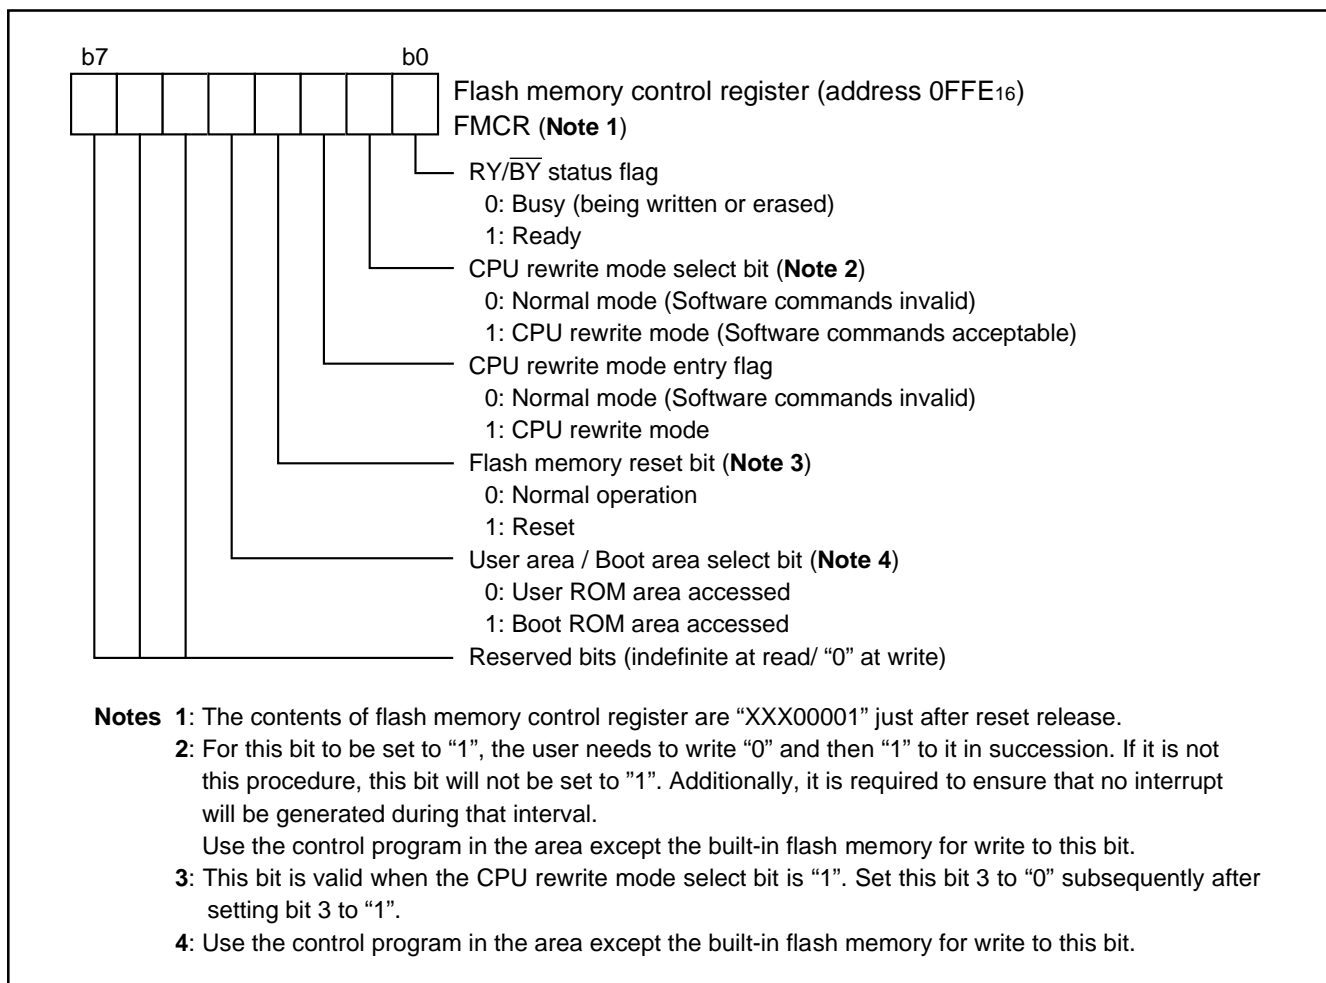 b7 b0
Flash memory control register (address 0FFE16)
FMCR (Note 1)
RY/B̅Y̅ status flag
0: Busy (being written or erased)
1: Ready
CPU rewrite mode select bit (Note 2)
0: Normal mode (Software commands invalid)
1: CPU rewrite mode (Software commands acceptable)
CPU rewrite mode entry flag
0: Normal mode (Software commands invalid)
1: CPU rewrite mode
Flash memory reset bit (Note 3)
0: Normal operation
1: Reset
User area / Boot area select bit (Note 4)
0: User ROM area accessed
1: Boot ROM area accessed
Reserved bits (indefinite at read/ “0” at write)
Notes 1: The contents of flash memory control register are “XXX00001” just after reset release.
2: For this bit to be set to “1”, the user needs to write “0” and then “1” to it in succession. If it is not
this procedure, this bit will not be set to ”1”. Additionally, it is required to ensure that no interrupt
will be generated during that interval.
Use the control program in the area except the built-in flash memory for write to this bit.
3: This bit is valid when the CPU rewrite mode select bit is “1”. Set this bit 3 to “0” subsequently after
setting bit 3 to “1”.
4: Use the control program in the area except the built-in flash memory for write to this bit.